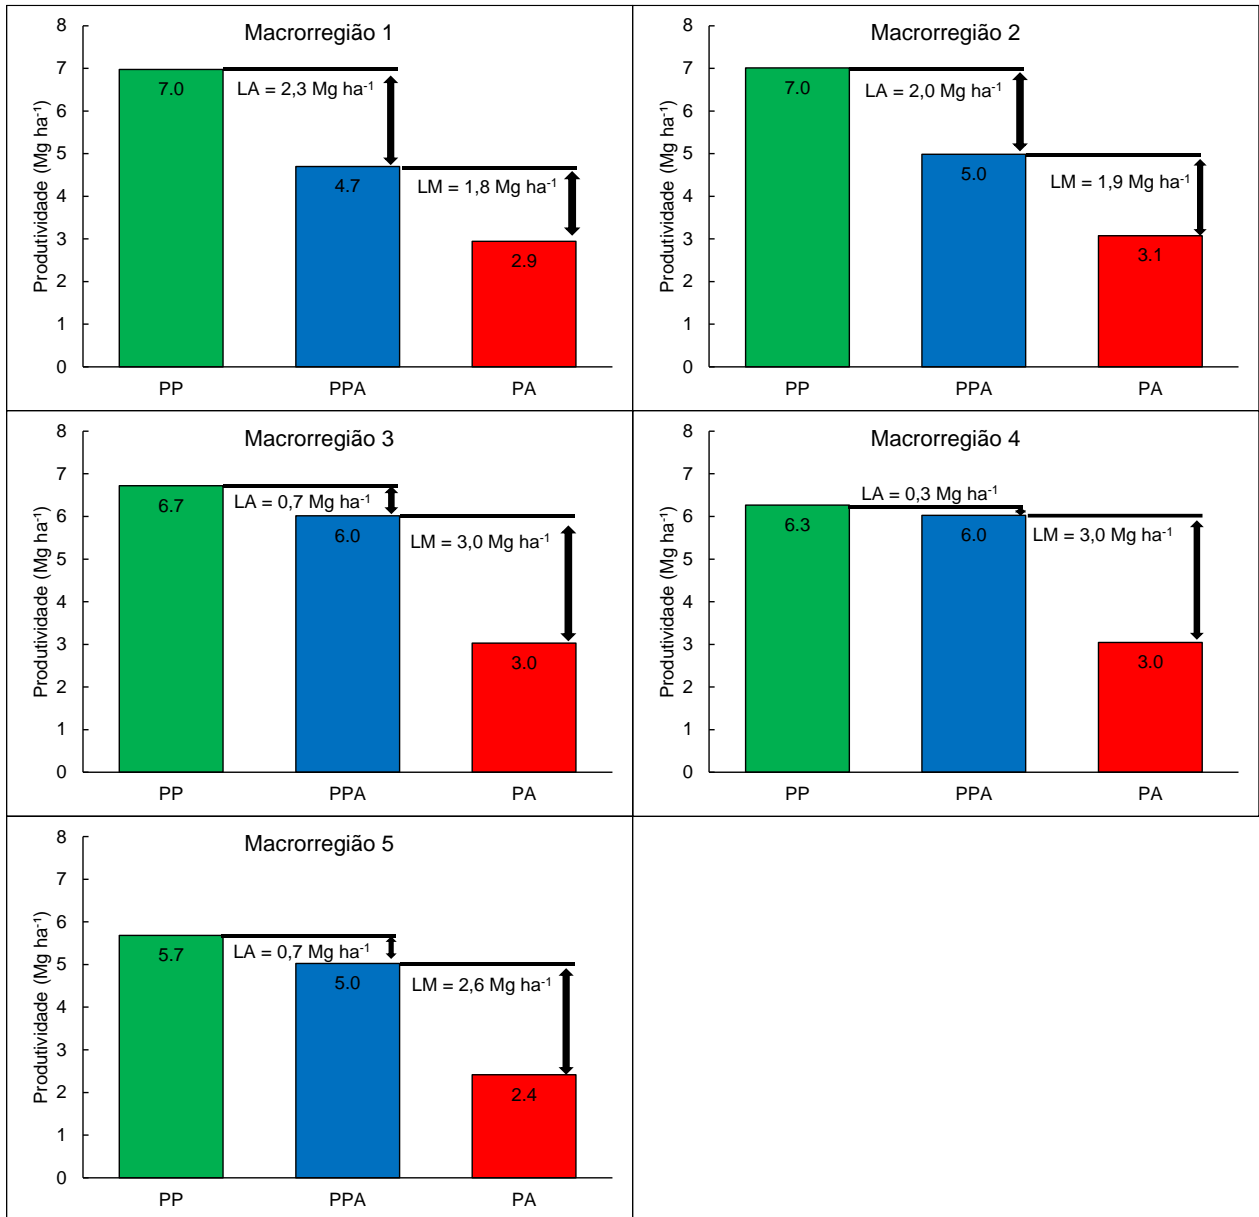 Macrorregião 1
Produtividade (Mg ha⁻¹)
8
7
6
5
4
3
2
1
0
7.0
LA = 2,3 Mg ha⁻¹
4.7
LM = 1,8 Mg ha⁻¹
2.9
PP PPA PA
Macrorregião 2
Produtividade (Mg ha⁻¹)
8
7
6
5
4
3
2
1
0
7.0
LA = 2,0 Mg ha⁻¹
5.0
LM = 1,9 Mg ha⁻¹
3.1
PP PPA PA
Macrorregião 3
Produtividade (Mg ha⁻¹)
8
7
6
5
4
3
2
1
0
6.7
LA = 0,7 Mg ha⁻¹
6.0
LM = 3,0 Mg ha⁻¹
3.0
PP PPA PA
Macrorregião 4
Produtividade (Mg ha⁻¹)
8
7
6
5
4
3
2
1
0
6.3
LA = 0,3 Mg ha⁻¹
6.0
LM = 3,0 Mg ha⁻¹
3.0
PP PPA PA
Macrorregião 5
Produtividade (Mg ha⁻¹)
8
7
6
5
4
3
2
1
0
5.7
LA = 0,7 Mg ha⁻¹
5.0
LM = 2,6 Mg ha⁻¹
2.4
PP PPA PA